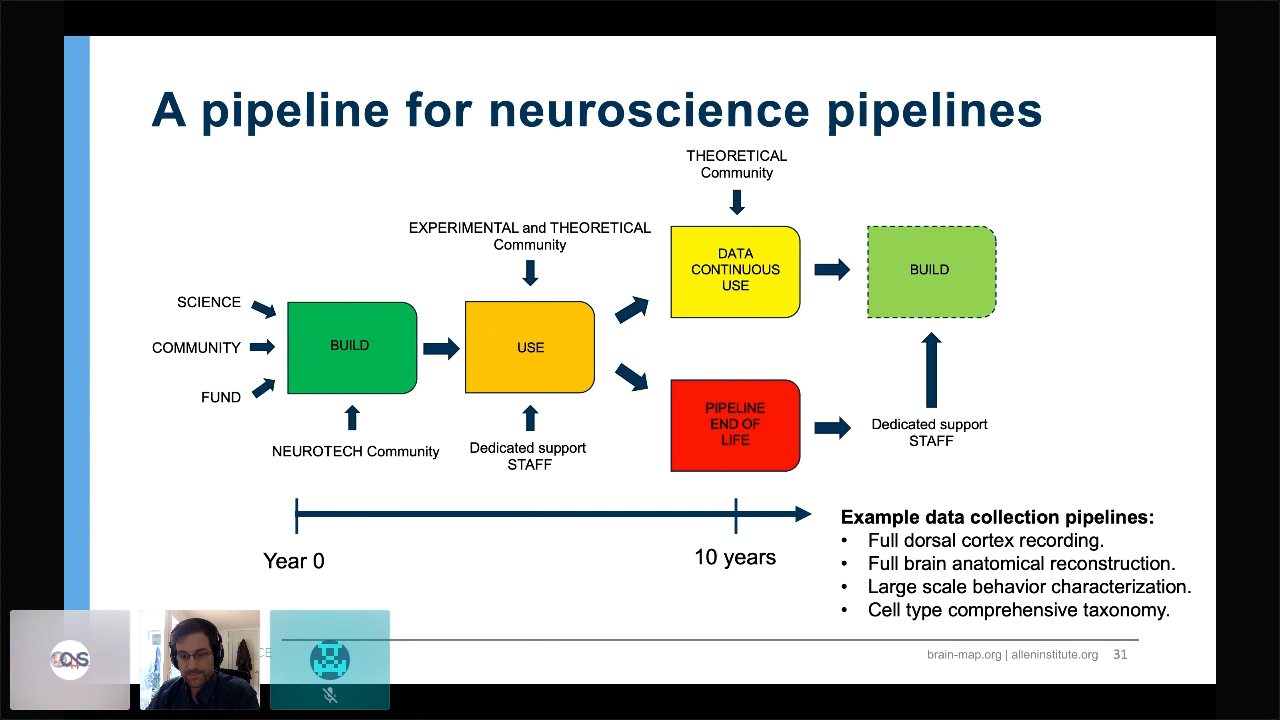 A pipeline for neuroscience pipelines
THEORETICAL
Community
EXPERIMENTAL and THEORETICAL
Community
DATA
CONTINUOUS
USE
BUILD
SCIENCE
COMMUNITY
FUND
BUILD
USE
PIPELINE
END OF
LIFE
Dedicated support
STAFF
NEUROTECH Community
Dedicated support
STAFF
Year 0
10 years
Example data collection pipelines:
• Full dorsal cortex recording.
• Full brain anatomical reconstruction.
• Large scale behavior characterization.
• Cell type comprehensive taxonomy.
brain-map.org | alleninstitute.org 31